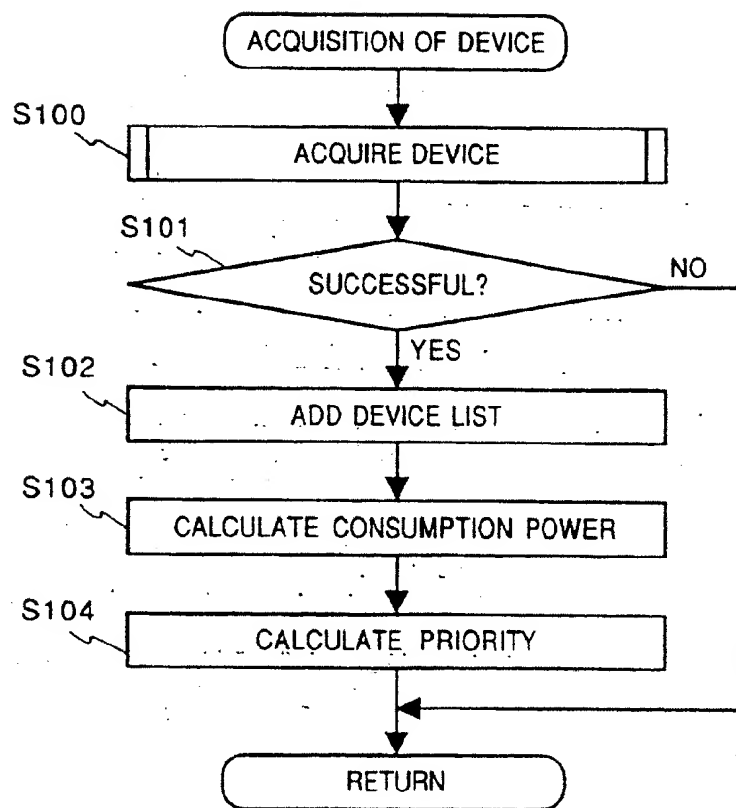 ACQUISITION OF DEVICE
S100
ACQUIRE DEVICE
S101
SUCCESSFUL?
NO
YES
S102
ADD DEVICE LIST
S103
CALCULATE CONSUMPTION POWER
S104
CALCULATE PRIORITY
RETURN